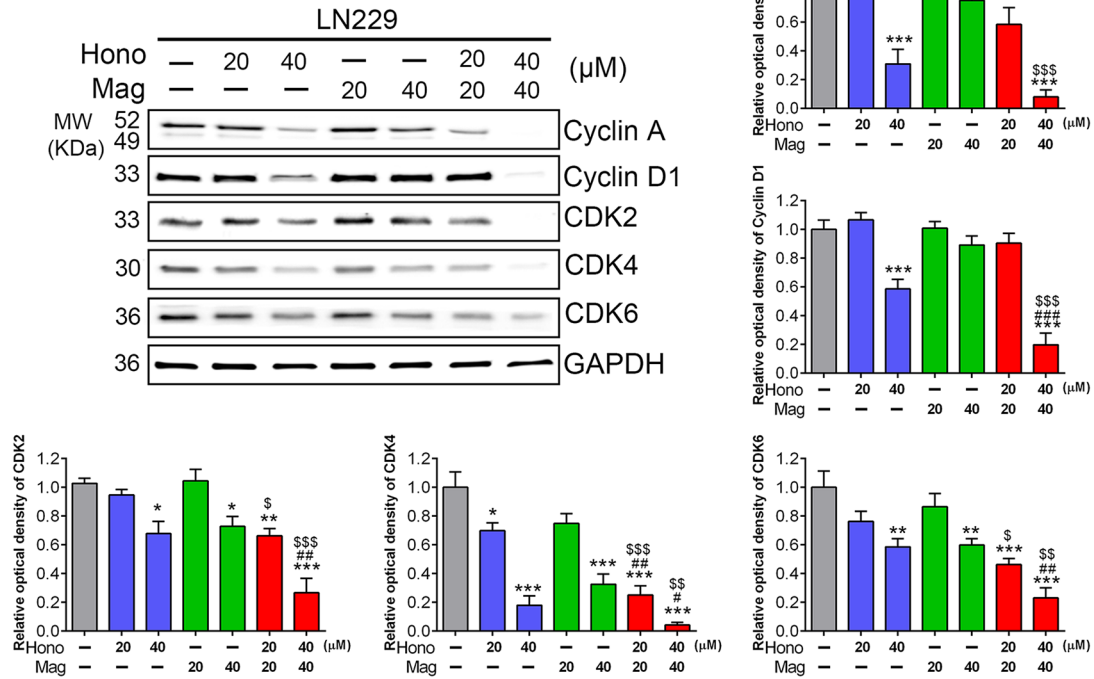 LN229
Hono — 20 40 — — 20 40
Mag — — — 20 40 20 40
(μM)
MW
(KDa)
52
49
Cyclin A
33
Cyclin D1
33
CDK2
30
CDK4
36
CDK6
36
GAPDH
Relative optical dens
0.6
0.4
0.2
0.0
***
$$$
***
Hono — 20 40 — — 20 40 (μM)
Mag — — — 20 40 20 40
Relative optical density of Cyclin D1
1.2
1.0
0.8
0.6
0.4
0.2
0.0
***
$$$
###
***
Hono — 20 40 — — 20 40 (μM)
Mag — — — 20 40 20 40
Relative optical density of CDK2
1.2
1.0
0.8
0.6
0.4
0.2
0.0
*
*
$
**
$$$
##
***
Hono — 20 40 — — 20 40 (μM)
Mag — — — 20 40 20 40
Relative optical density of CDK4
1.2
1.0
0.8
0.6
0.4
0.2
0.0
*
***
***
$$$
##
***
$$
#
***
Hono — 20 40 — — 20 40 (μM)
Mag — — — 20 40 20 40
Relative optical density of CDK6
1.2
1.0
0.8
0.6
0.4
0.2
0.0
**
**
$
***
$$
##
***
Hono — 20 40 — — 20 40 (μM)
Mag — — — 20 40 20 40